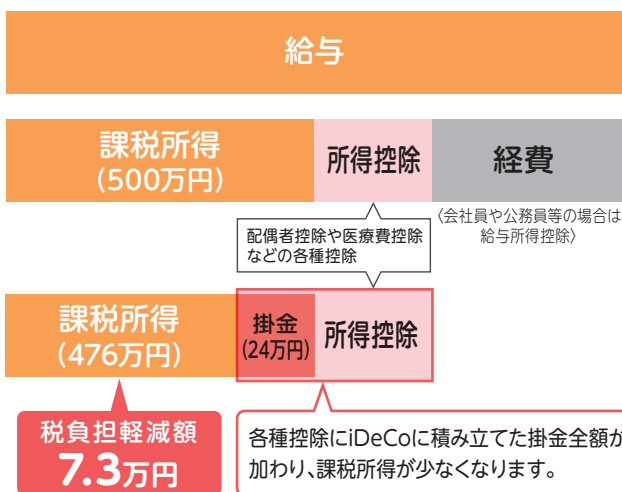 給与
課税所得
(500万円)
所得控除
経費
〈会社員や公務員等の場合は
給与所得控除〉
配偶者控除や医療費控除
などの各種控除
課税所得
(476万円)
掛金
(24万円)
所得控除
税負担軽減額
7.3万円
各種控除にiDeCoに積み立てた掛金全額が
加わり、課税所得が少なくなります。